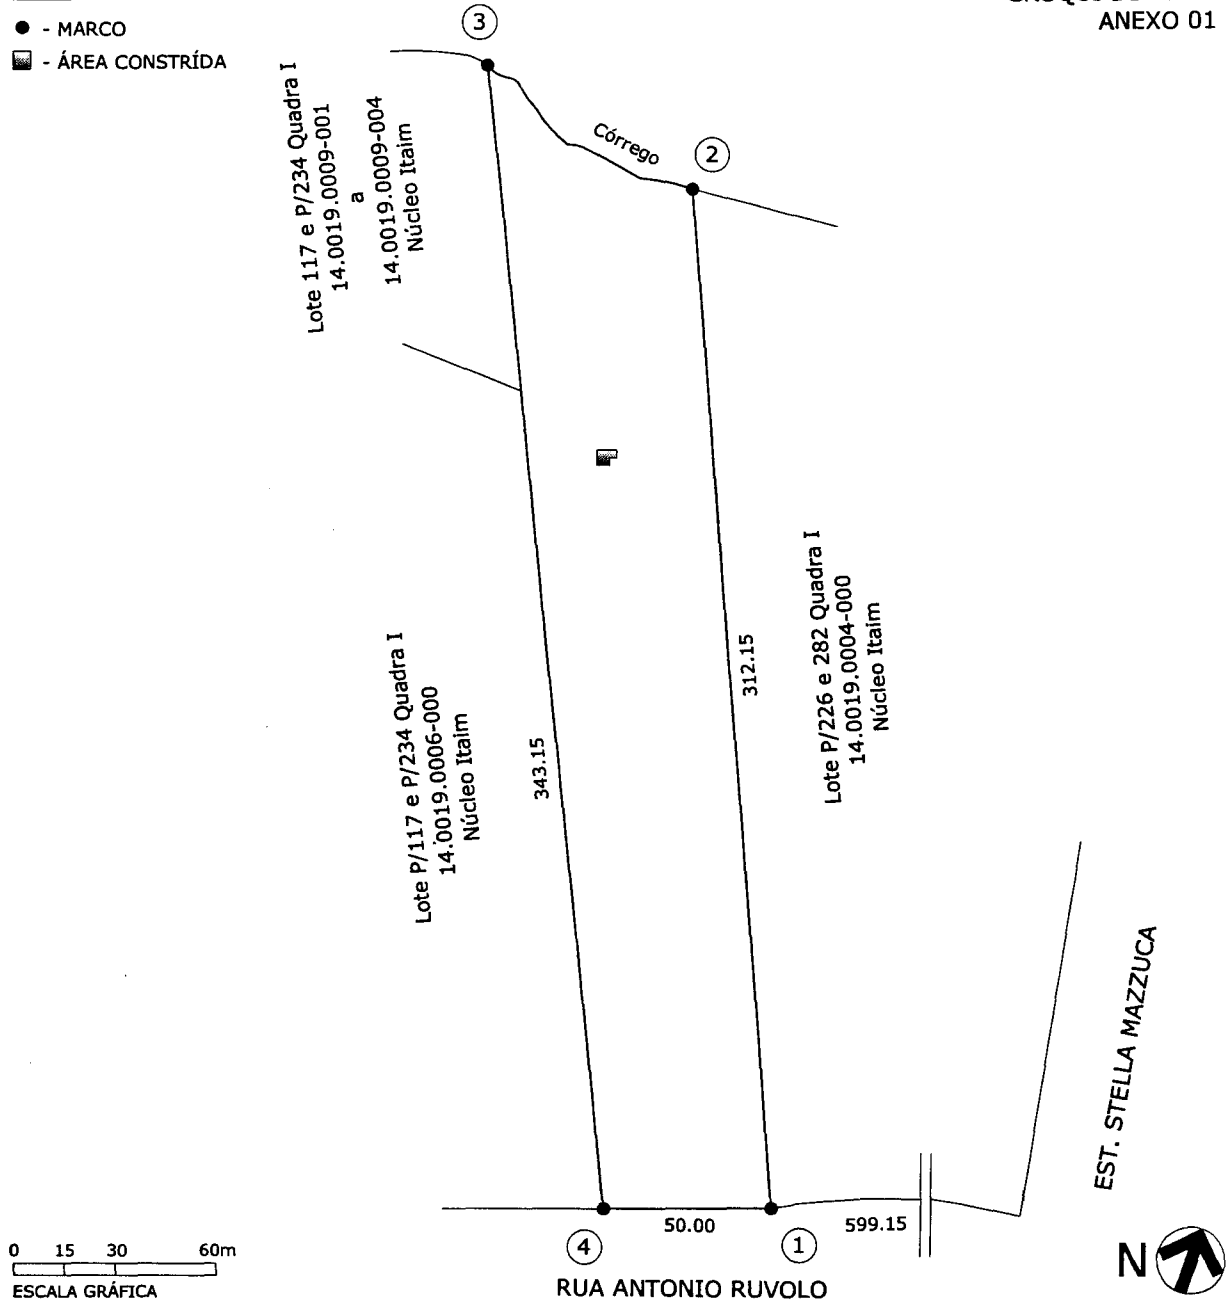 ANEXO 01
- MARCO
- ÁREA CONSTRÍDA
3
Lote 117 e P/234 Quadra I
14.0019.0009-001
a
14.0019.0009-004
Núcleo Itaim
Córrego
2
Lote P/226 e 282 Quadra I
14.0019.0004-000
Núcleo Itaim
312.15
343.15
Lote P/117 e P/234 Quadra I
14.0019.0006-000
Núcleo Itaim
EST. STELLA MAZZUCA
50.00
599.15
4
1
RUA ANTONIO RUVOLO
0 15 30 60m
ESCALA GRÁFICA
N